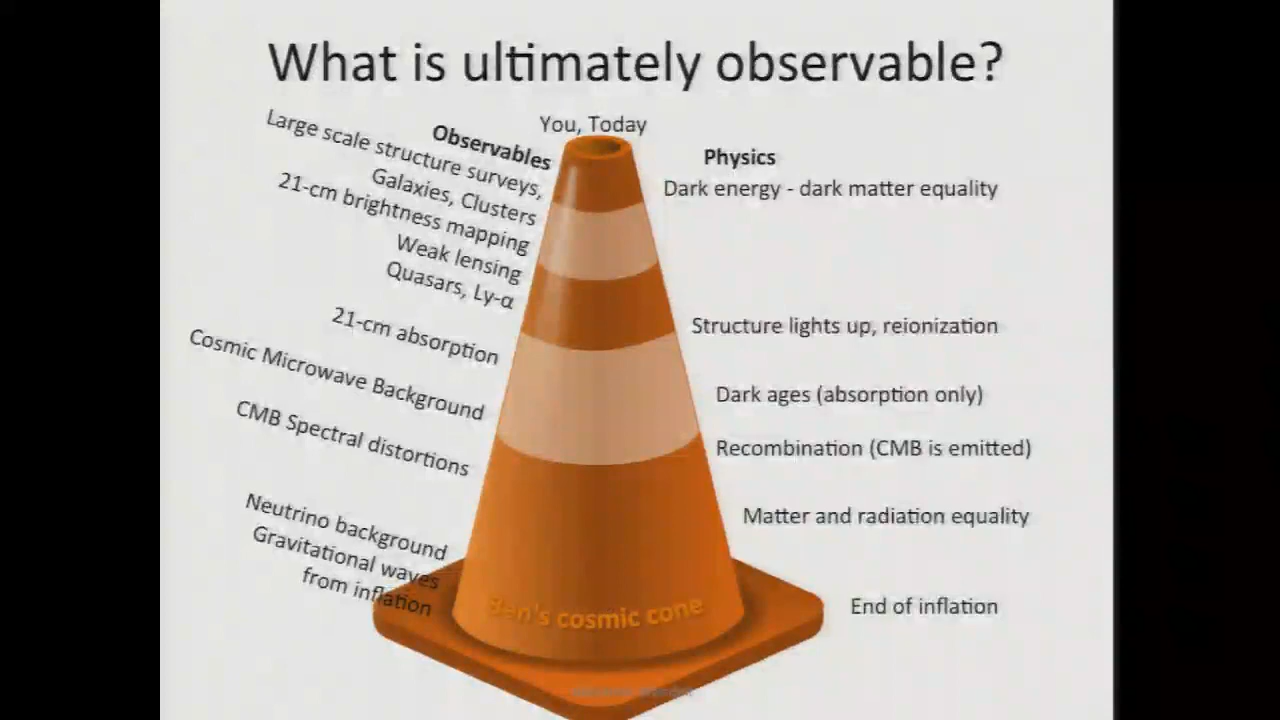 What is ultimately observable?
You, Today
Observables
Large scale structure surveys,
Galaxies, Clusters
21-cm brightness mapping
Weak lensing
Quasars, Ly-α
21-cm absorption
Cosmic Microwave Background
CMB Spectral distortions
Neutrino background
Gravitational waves
from inflation
Physics
Dark energy - dark matter equality
Structure lights up, reionization
Dark ages (absorption only)
Recombination (CMB is emitted)
Matter and radiation equality
End of inflation
Ben's cosmic cone